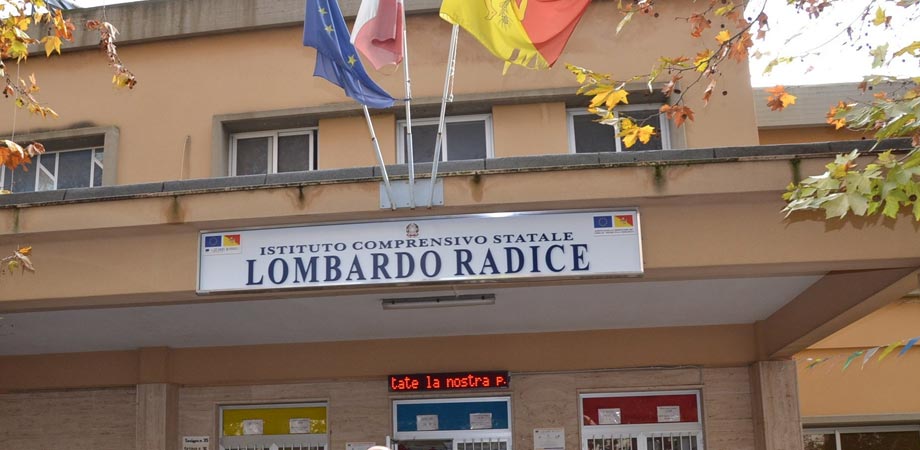 ISTITUTO COMPRENSIVO STATALE
LOMBARDO RADICE
tate la nostra p.